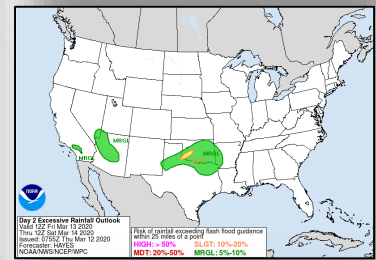 MRGL
MRGL
MRGL
NOAA
Day 2 Excessive Rainfall Outlook
Valid 12Z Fri Mar 13 2020
Thru 12Z Sat Mar 14 2020
Issued: 0755Z Thu Mar 12 2020
Forecaster: HAYES
NOAA/NWS/NCEP/WPC
Risk of rainfall exceeding flash flood guidance
within 25 miles of a point
HIGH: > 50% SLGT: 10%-20%
MDT: 20%-50% MRGL: 5%-10%